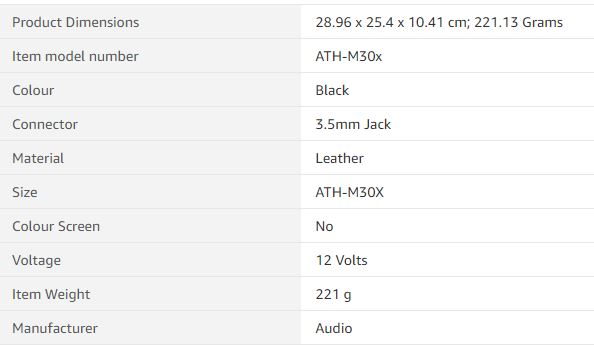 Product Dimensions 28.96 x 25.4 x 10.41 cm; 221.13 Grams
Item model number ATH-M30x
Colour Black
Connector 3.5mm Jack
Material Leather
Size ATH-M30X
Colour Screen No
Voltage 12 Volts
Item Weight 221 g
Manufacturer Audio